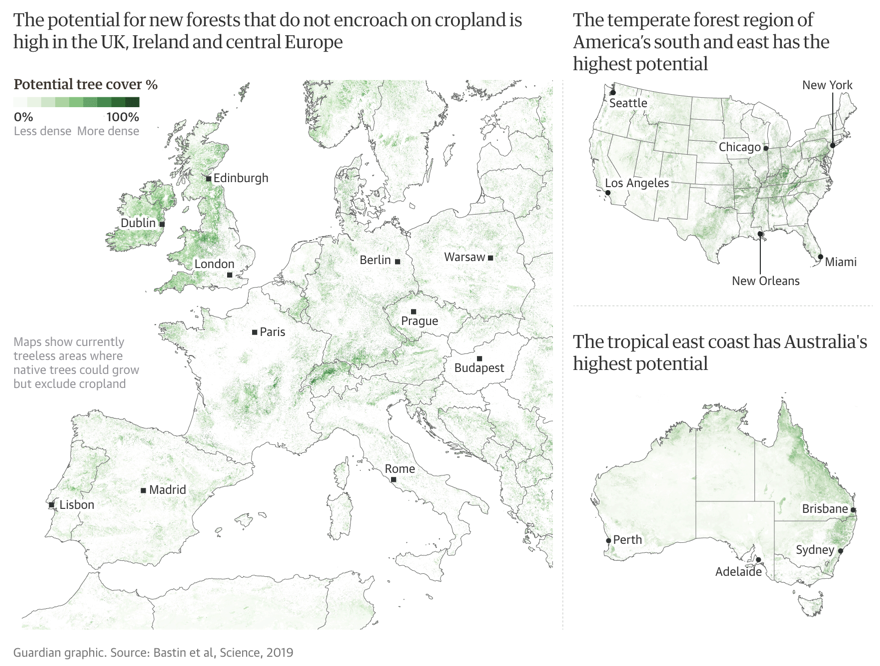 The potential for new forests that do not encroach on cropland is
high in the UK, Ireland and central Europe
Potential tree cover %
0%
100%
Less dense
More dense
Edinburgh
Dublin
London
Berlin
Warsaw
Prague
Paris
Budapest
Maps show currently
treeless areas where
native trees could grow
but exclude cropland
Rome
Madrid
Lisbon
The temperate forest region of
America's south and east has the
highest potential
New York
Seattle
Chicago
Los Angeles
Miami
New Orleans
The tropical east coast has Australia's
highest potential
Brisbane
Perth
Sydney
Adelaide
Guardian graphic. Source: Bastin et al, Science, 2019